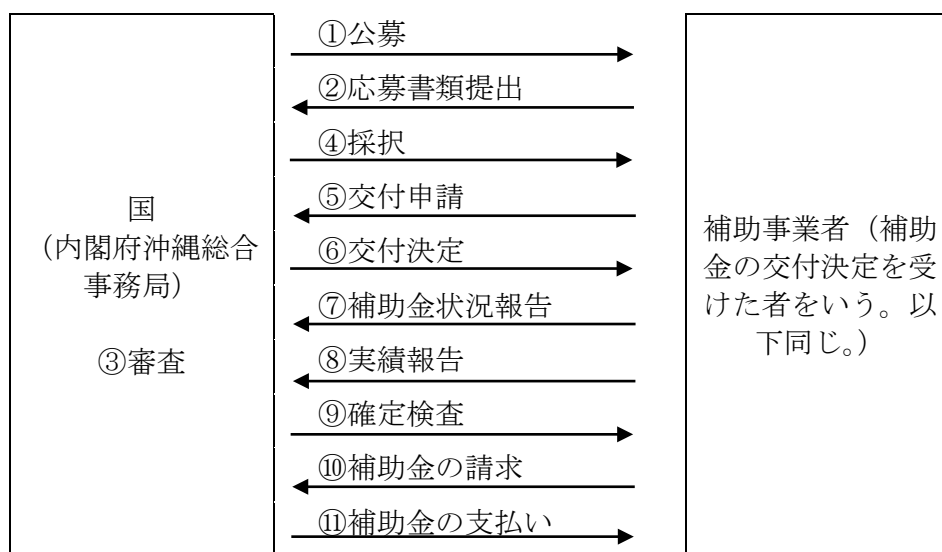 国
(内閣府沖縄総合
事務局)
③審査
①公募
②応募書類提出
④採択
⑤交付申請
⑥交付決定
⑦補助金状況報告
⑧実績報告
⑨確定検査
⑩補助金の請求
⑪補助金の支払い
補助事業者(補助
金の交付決定を受
けた者をいう。以
下同じ。)